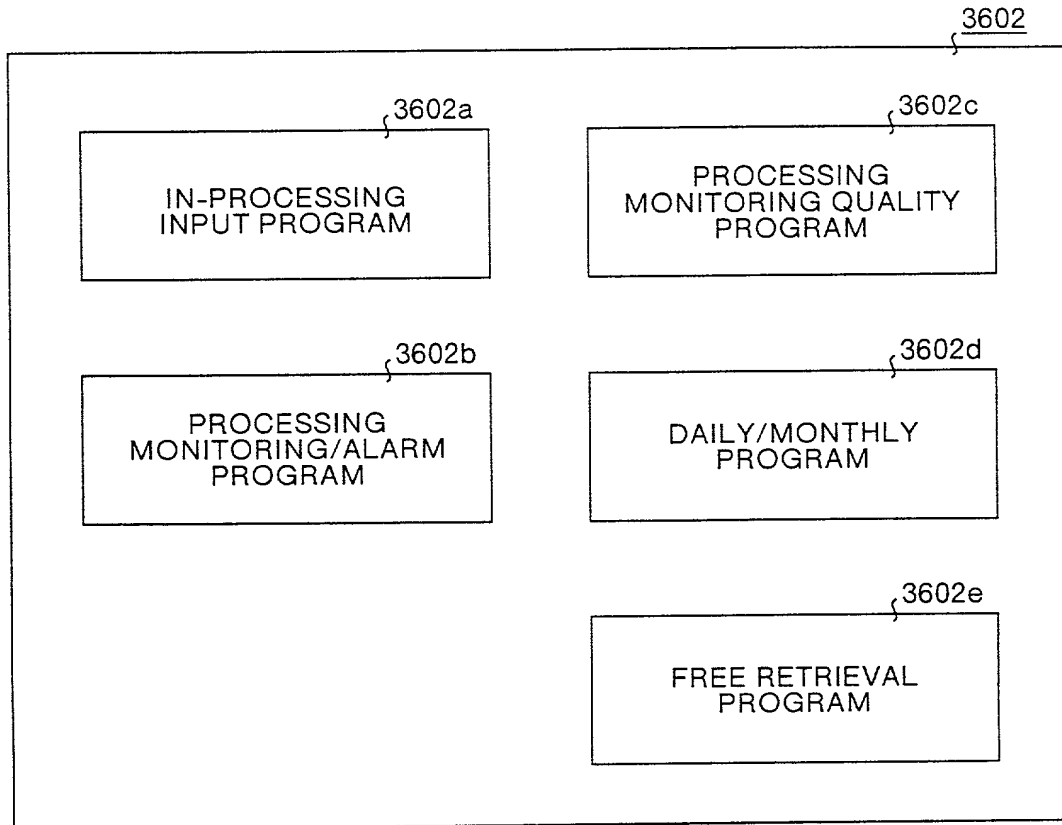 3602
3602a
IN-PROCESSING
INPUT PROGRAM
3602c
PROCESSING
MONITORING QUALITY
PROGRAM
3602b
PROCESSING
MONITORING/ALARM
PROGRAM
3602d
DAILY/MONTHLY
PROGRAM
3602e
FREE RETRIEVAL
PROGRAM